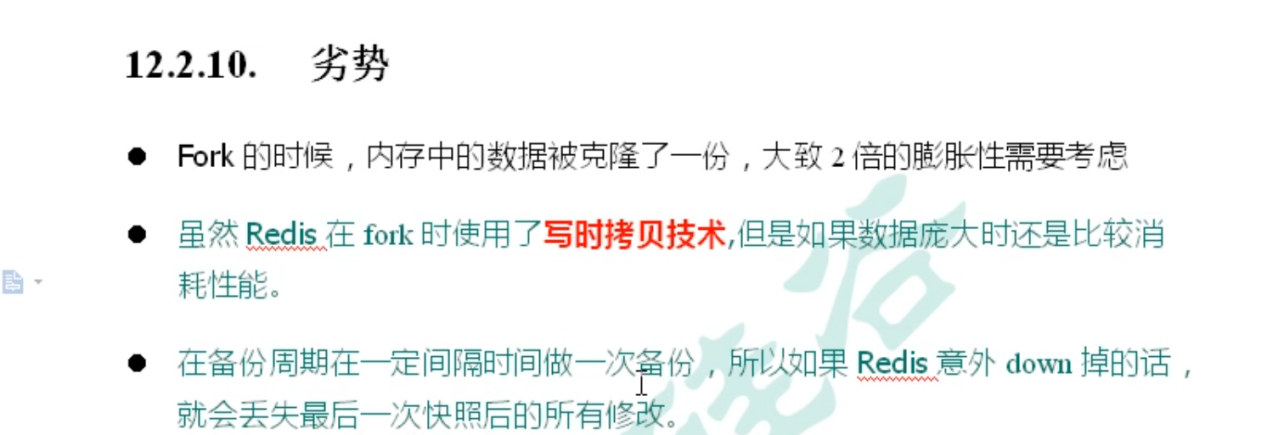 12.2.10. 劣势
● Fork 的时候，内存中的数据被克隆了一份，大致 2 倍的膨胀性需要考虑
● 虽然 Redis 在 fork 时使用了写时拷贝技术,但是如果数据庞大时还是比较消
耗性能。
● 在备份周期在一定间隔时间做一次备份，所以如果 Redis 意外 down 掉的话，
就会丢失最后一次快照后的所有修改。